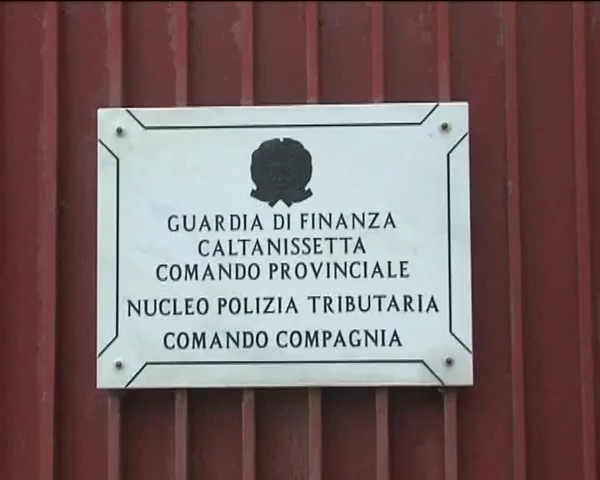 GUARDIA DI FINANZA
CALTANISSETTA
COMANDO PROVINCIALE
NUCLEO POLIZIA TRIBUTARIA
COMANDO COMPAGNIA